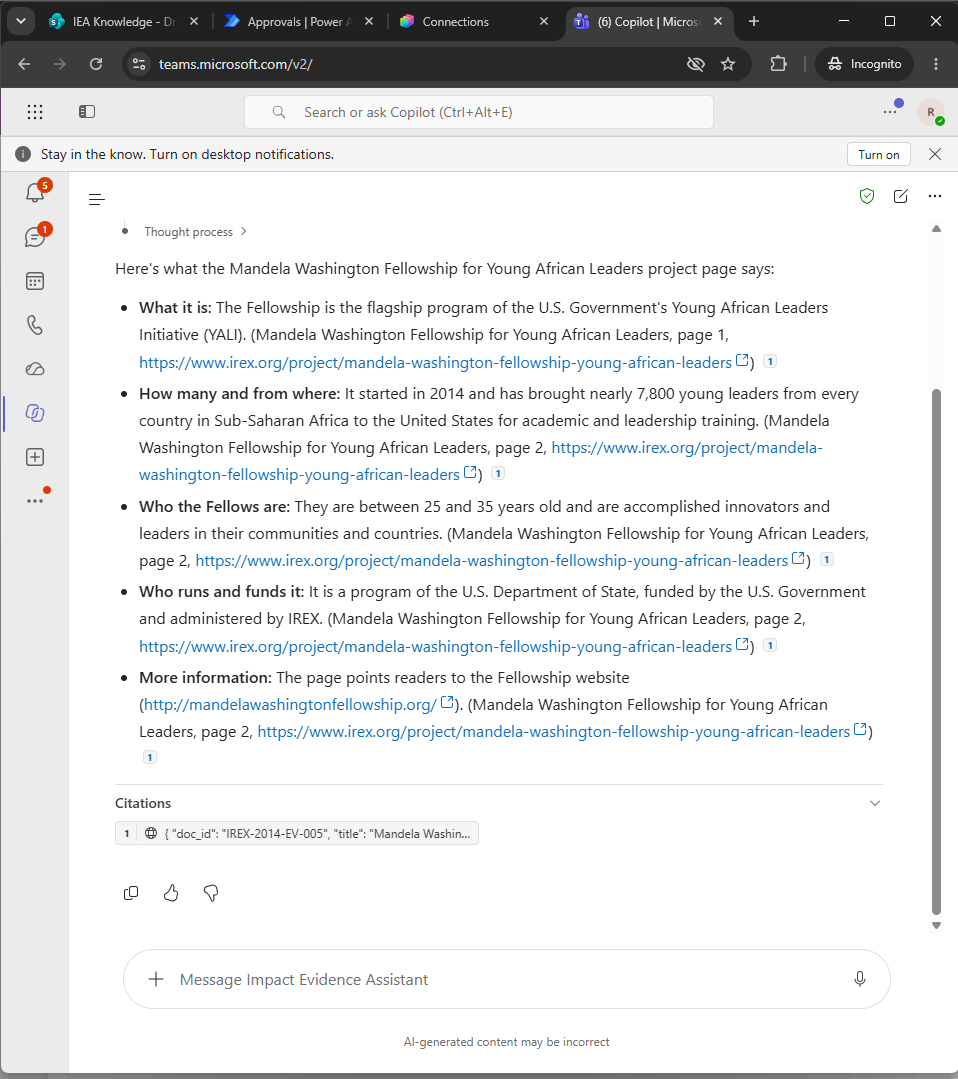 IEA Knowledge - Dr
Approvals | Power A
Connections
(6) Copilot | Micros
teams.microsoft.com/v2/
Incognito
Search or ask Copilot (Ctrl+Alt+E)
R
Stay in the know. Turn on desktop notifications.
Turn on
5
1
Thought process
Here's what the Mandela Washington Fellowship for Young African Leaders project page says:
• What it is: The Fellowship is the flagship program of the U.S. Government's Young African Leaders
Initiative (YALI). (Mandela Washington Fellowship for Young African Leaders, page 1,
https://www.irex.org/project/mandela-washington-fellowship-young-african-leaders) 1
• How many and from where: It started in 2014 and has brought nearly 7,800 young leaders from every
country in Sub-Saharan Africa to the United States for academic and leadership training. (Mandela
Washington Fellowship for Young African Leaders, page 2, https://www.irex.org/project/mandela-
washington-fellowship-young-african-leaders) 1
• Who the Fellows are: They are between 25 and 35 years old and are accomplished innovators and
leaders in their communities and countries. (Mandela Washington Fellowship for Young African Leaders,
page 2, https://www.irex.org/project/mandela-washington-fellowship-young-african-leaders) 1
• Who runs and funds it: It is a program of the U.S. Department of State, funded by the U.S. Government
and administered by IREX. (Mandela Washington Fellowship for Young African Leaders, page 2,
https://www.irex.org/project/mandela-washington-fellowship-young-african-leaders) 1
• More information: The page points readers to the Fellowship website
(http://mandelawashingtonfellowship.org/). (Mandela Washington Fellowship for Young African
Leaders, page 2, https://www.irex.org/project/mandela-washington-fellowship-young-african-leaders)
1
Citations
1 { "doc_id": "IREX-2014-EV-005", "title": "Mandela Washin...
Message Impact Evidence Assistant
AI-generated content may be incorrect